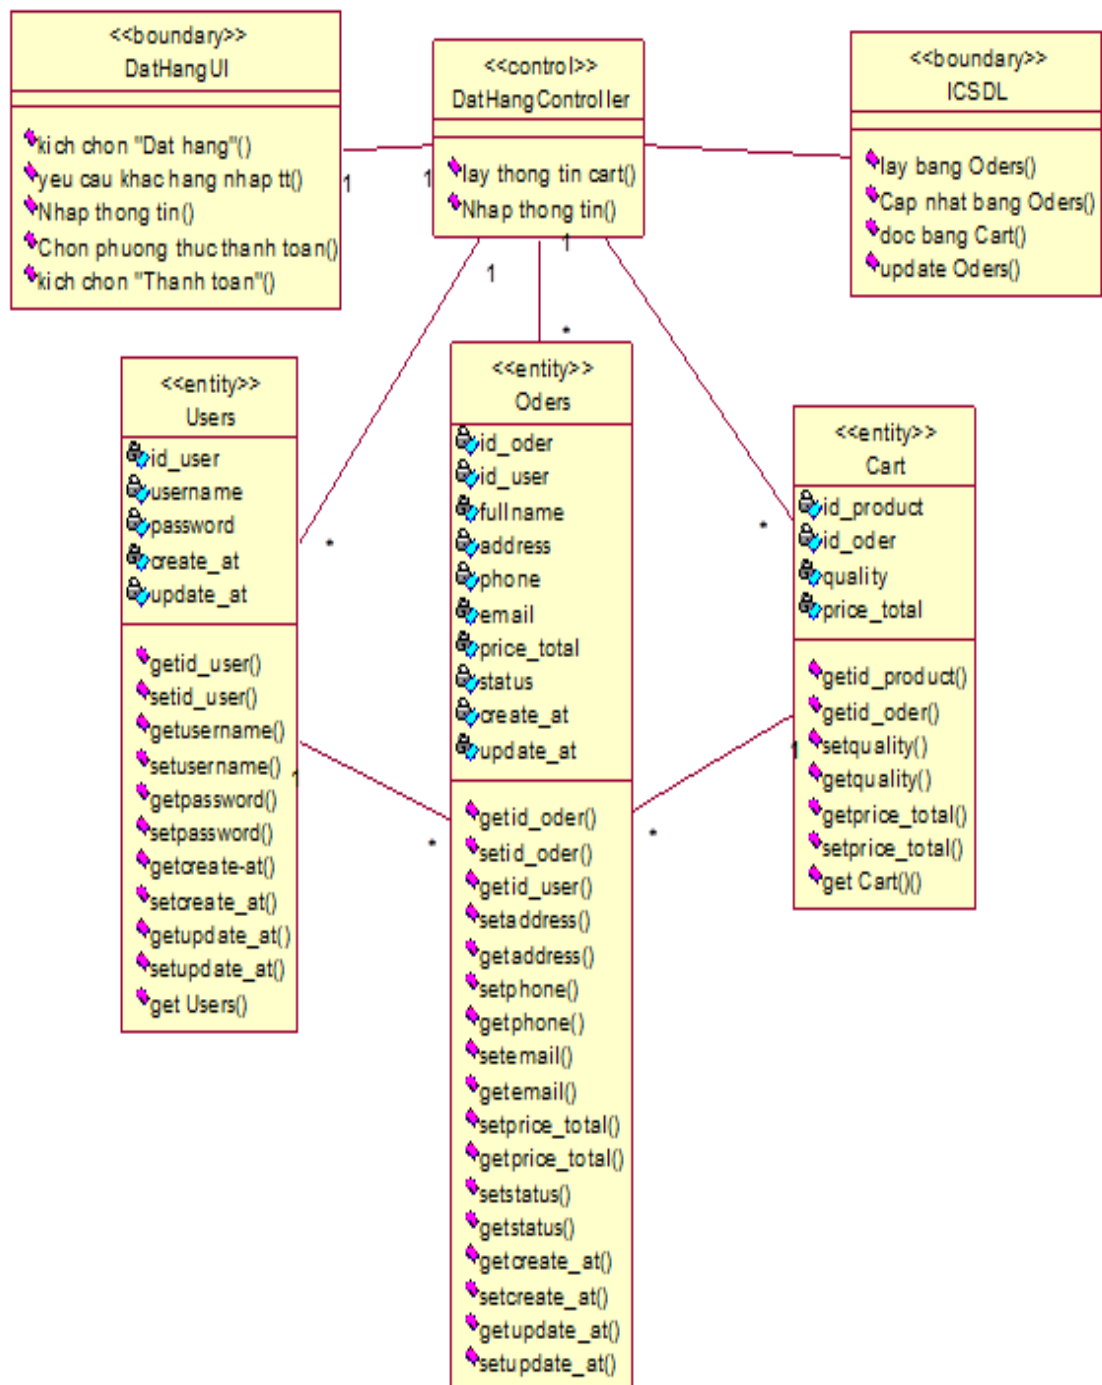 <<boundary>>
DatHangUI
kich chon "Dat hang"()
yeu cau khac hang nhap tt()
Nhap thong tin()
Chon phuong thuc thanh toan()
kich chon "Thanh toan"()
1
1
<<control>>
DatHangController
lay thong tin cart()
Nhap thong tin()
1
1
<<boundary>>
ICSDL
lay bang Oders()
Cap nhat bang Oders()
doc bang Cart()
update Oders()
<<entity>>
Users
id_user
username
password
create_at
update_at
getid_user()
setid_user()
getusername()
setusername()
getpassword()
setpassword()
getcreate-at()
setcreate_at()
getupdate_at()
setupdate_at()
get Users()
*
1
*
*
<<entity>>
Oders
id_oder
id_user
fullname
address
phone
email
price_total
status
create_at
update_at
getid_oder()
setid_oder()
getid_user()
setaddress()
getaddress()
setphone()
getphone()
setemail()
getemail()
setprice_total()
getprice_total()
setstatus()
getstatus()
getcreate_at()
setcreate_at()
getupdate_at()
setupdate_at()
*
*
1
<<entity>>
Cart
id_product
id_oder
quality
price_total
getid_product()
getid_oder()
setquality()
getquality()
getprice_total()
setprice_total()
get Cart()()